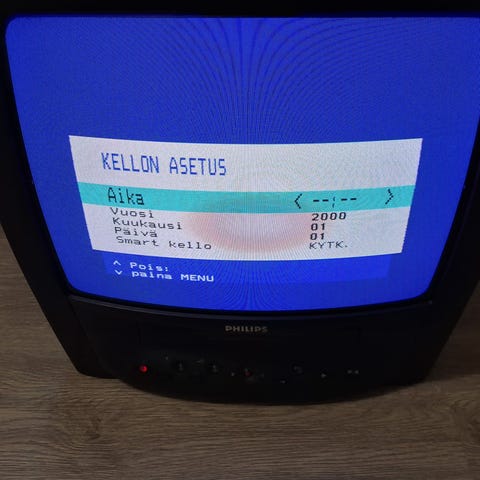 KELLON ASETUS
Aika < --:-- >
Vuosi 2000
Kuukausi 01
Päivä 01
Smart kello KYTK.
^ Pois:
v paina MENU
PHILIPS